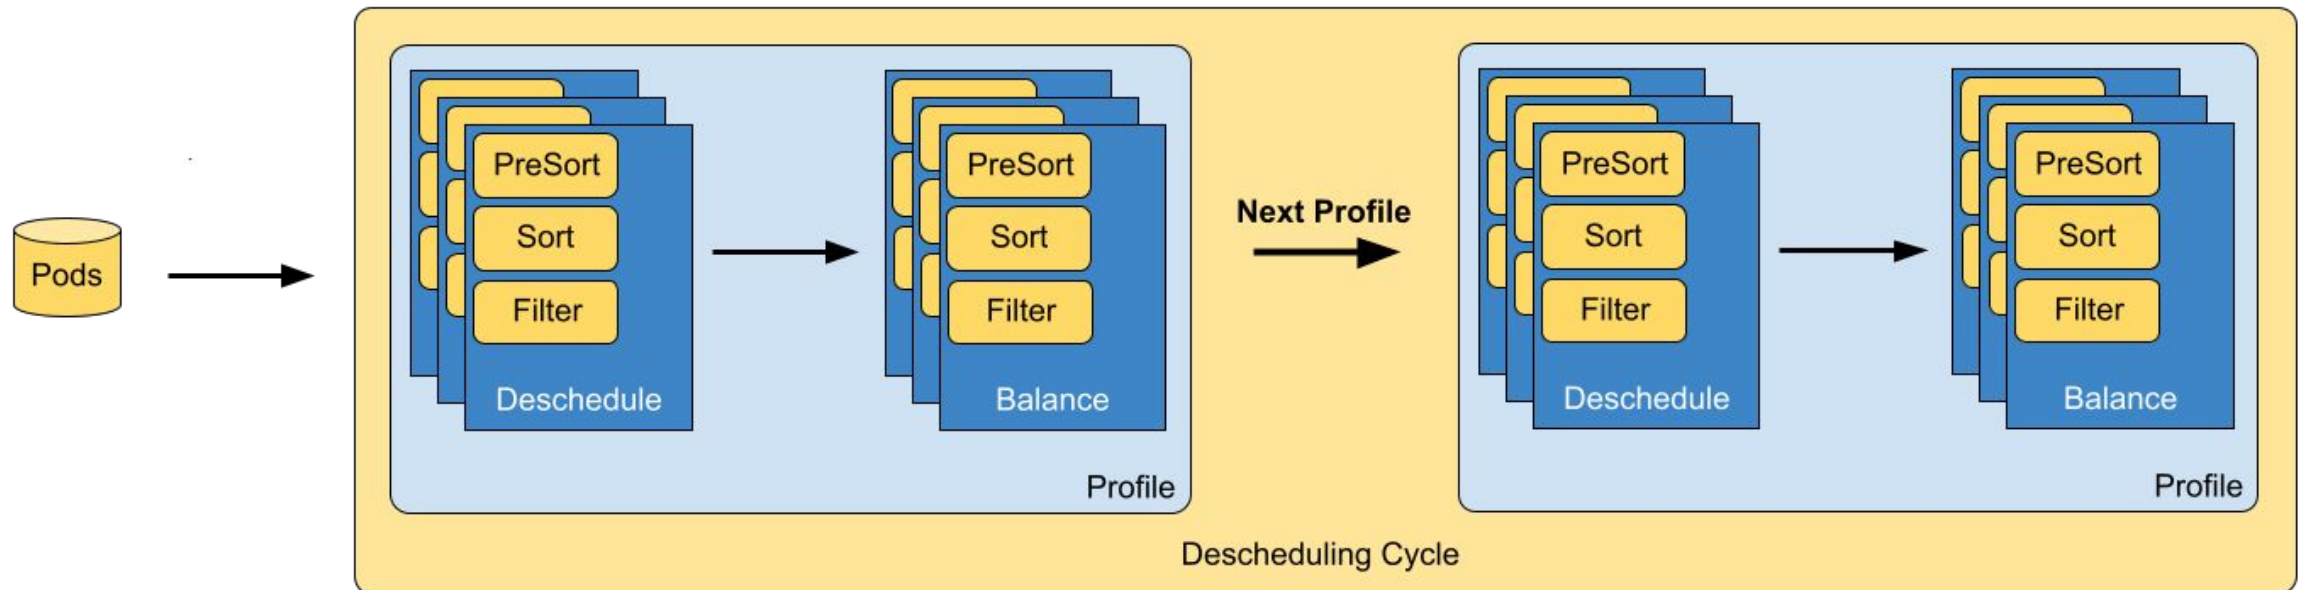 Pods
PreSort
Sort
Filter
Deschedule
PreSort
Sort
Filter
Balance
Profile
Next Profile
PreSort
Sort
Filter
Deschedule
PreSort
Sort
Filter
Balance
Profile
Descheduling Cycle